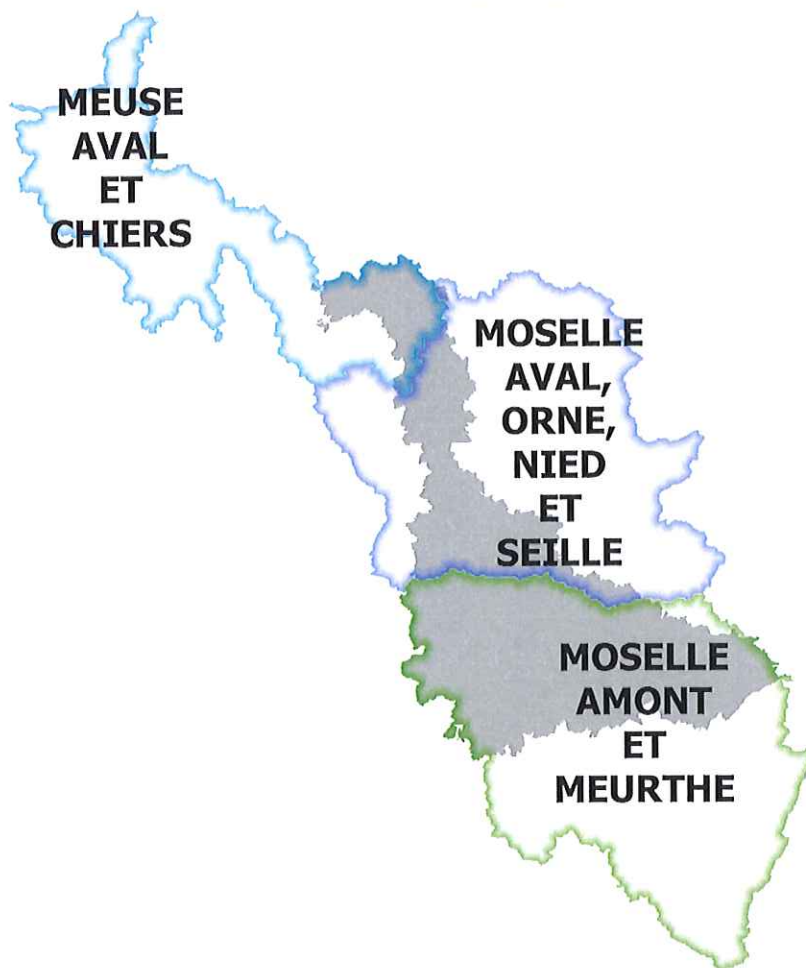 MEUSE
AVAL
ET
CHIERS
MOSELLE
AVAL,
ORNE,
NIED
ET
SEILLE
MOSELLE
AMONT
ET
MEURTHE